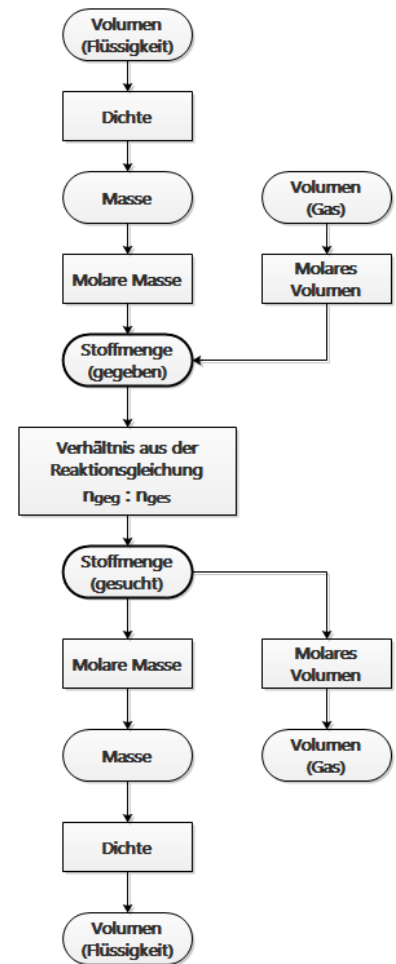 Volumen
(Flüssigkeit)
Dichte
Masse
Volumen
(Gas)
Molare Masse
Molares
Volumen
Stoffmenge
(gegeben)
Verhältnis aus der
Reaktionsgleichung
ngeg : nges
Stoffmenge
(gesucht)
Molare Masse
Molares
Volumen
Masse
Volumen
(Gas)
Dichte
Volumen
(Flüssigkeit)